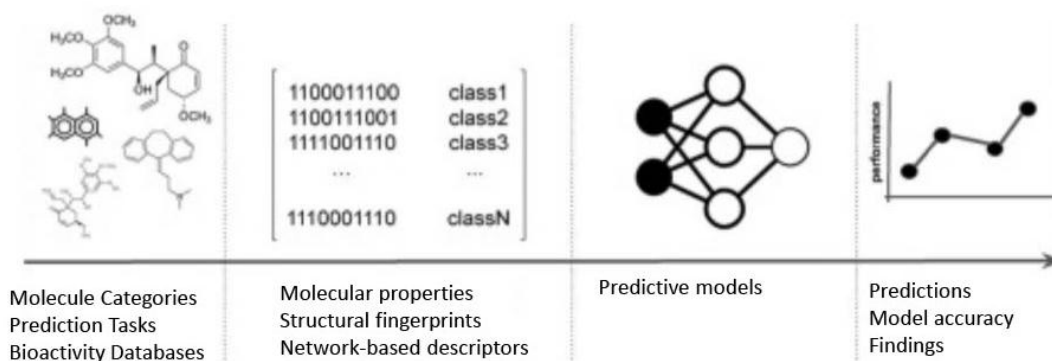 OCH₃
H₃CO
O
H₃CO
OCH₃
OH
OCH₃
1100011100 class1
1100111001 class2
1111001110 class3
... ...
1110001110 classN
performance
Molecule Categories
Prediction Tasks
Bioactivity Databases
Molecular properties
Structural fingerprints
Network-based descriptors
Predictive models
Predictions
Model accuracy
Findings